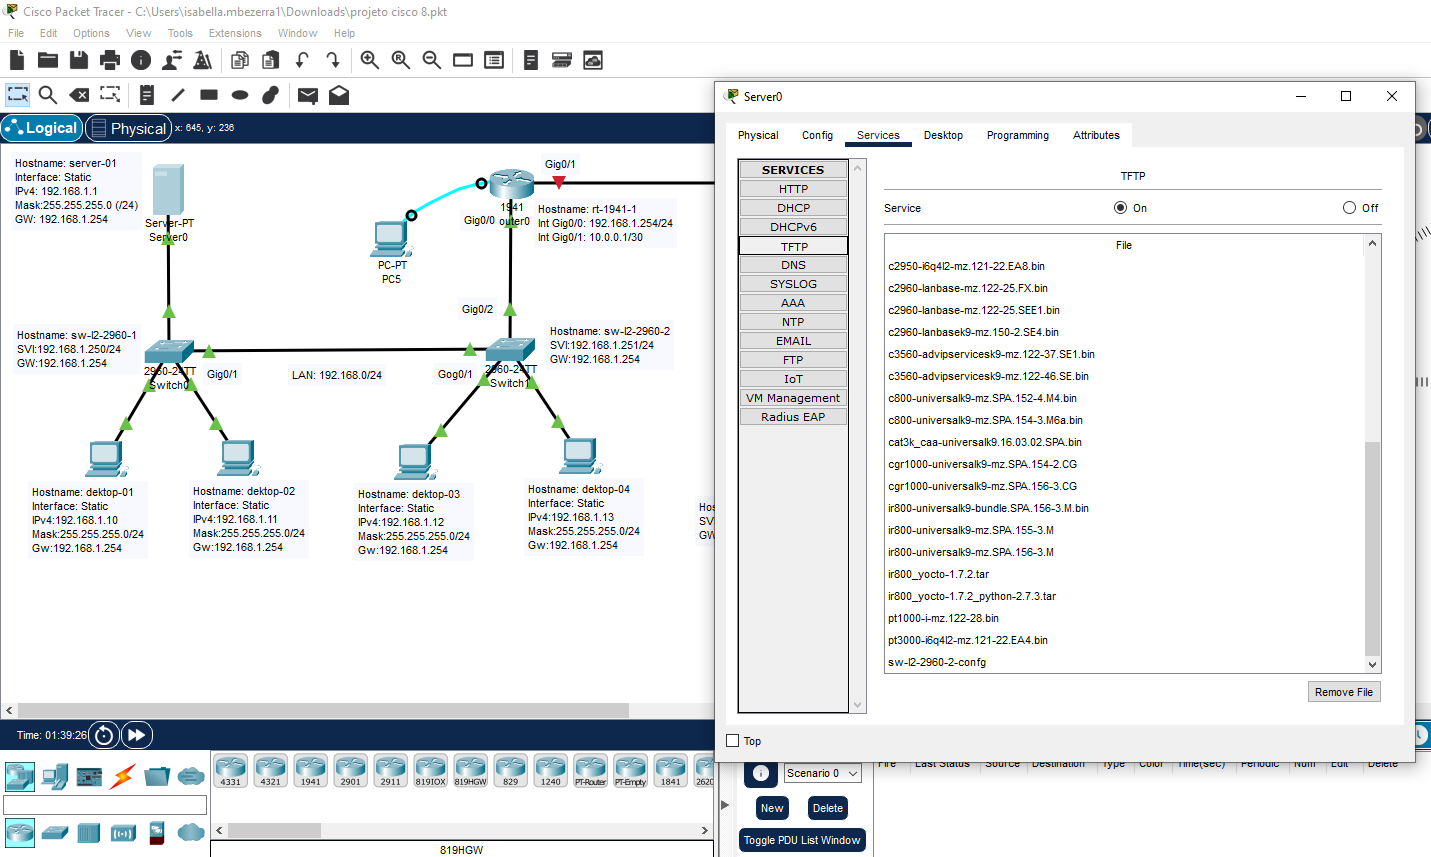 Cisco Packet Tracer - C:\Users\isabella.mbezerra1\Downloads\projeto cisco 8.pkt
File Edit Options View Tools Extensions Window Help
Logical Physical x: 645, y: 236
Hostname: server-01
Interface: Static
IPv4: 192.168.1.1
Mask:255.255.255.0 (/24)
GW: 192.168.1.254
Server-PT
Server0
Gig0/1
1941
Gig0/0 outer0
Hostname: rt-1941-1
Int Gig0/0: 192.168.1.254/24
Int Gig0/1: 10.0.0.1/30
PC-PT
PC5
Gig0/2
Hostname: sw-l2-2960-1
SVI:192.168.1.250/24
GW:192.168.1.254
2960-24TT
Switch0
Gig0/1
LAN: 192.168.0/24
Gog0/1
2960-24TT
Switch1
Hostname: sw-l2-2960-2
SVI:192.168.1.251/24
GW:192.168.1.254
Hostname: dektop-01
Interface: Static
IPv4:192.168.1.10
Mask:255.255.255.0/24
Gw:192.168.1.254
Hostname: dektop-02
Interface: Static
IPv4:192.168.1.11
Mask:255.255.255.0/24
Gw:192.168.1.254
Hostname: dektop-03
Interface: Static
IPv4:192.168.1.12
Mask:255.255.255.0/24
Gw:192.168.1.254
Hostname: dektop-04
Interface: Static
IPv4:192.168.1.13
Mask:255.255.255.0/24
Gw:192.168.1.254
Hos
SV
GW
Server0
Physical Config Services Desktop Programming Attributes
SERVICES
HTTP
DHCP
DHCPv6
TFTP
DNS
SYSLOG
AAA
NTP
EMAIL
FTP
IoT
VM Management
Radius EAP
TFTP
Service On Off
File
c2950-i6q4l2-mz.121-22.EA8.bin
c2960-lanbase-mz.122-25.FX.bin
c2960-lanbase-mz.122-25.SEE1.bin
c2960-lanbasek9-mz.150-2.SE4.bin
c3560-advipservicesk9-mz.122-37.SE1.bin
c3560-advipservicesk9-mz.122-46.SE.bin
c800-universalk9-mz.SPA.152-4.M4.bin
c800-universalk9-mz.SPA.154-3.M6a.bin
cat3k_caa-universalk9.16.03.02.SPA.bin
cgr1000-universalk9-mz.SPA.154-2.CG
cgr1000-universalk9-mz.SPA.156-3.CG
ir800-universalk9-bundle.SPA.156-3.M.bin
ir800-universalk9-mz.SPA.155-3.M
ir800-universalk9-mz.SPA.156-3.M
ir800_yocto-1.7.2.tar
ir800_yocto-1.7.2_python-2.7.3.tar
pt1000-i-mz.122-28.bin
pt3000-i6q4l2-mz.121-22.EA4.bin
sw-l2-2960-2-confg
Remove File
Top
Time: 01:39:26
4331 4321 1941 2901 2911 819IOX 819HGW 829 1240 PT-Router PT-Empty 1841 2620
819HGW
Scenario 0
New Delete
Toggle PDU List Window
Fire Last Status Source Destination Type Color Time(sec) Periodic Num Edit Delete